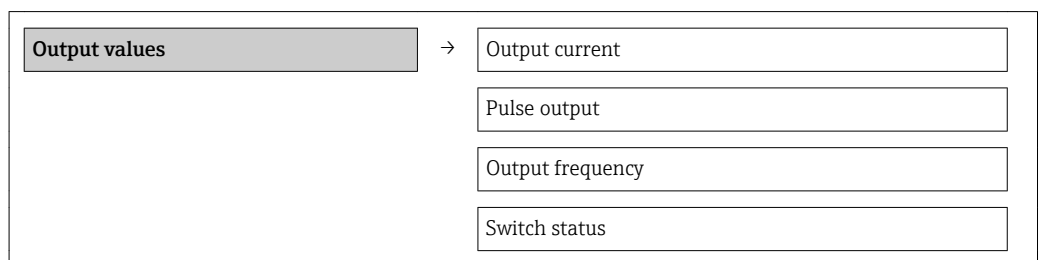 Output values → Output current
Pulse output
Output frequency
Switch status